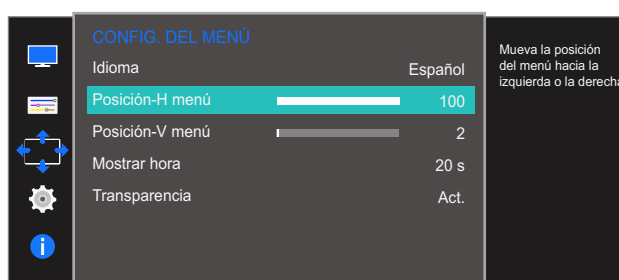 CONFIG. DEL MENÚ
Idioma Español
Posición-H menú 100
Posición-V menú 2
Mostrar hora 20 s
Transparencia Act.
Mueva la posición
del menú hacia la
izquierda o la derecha